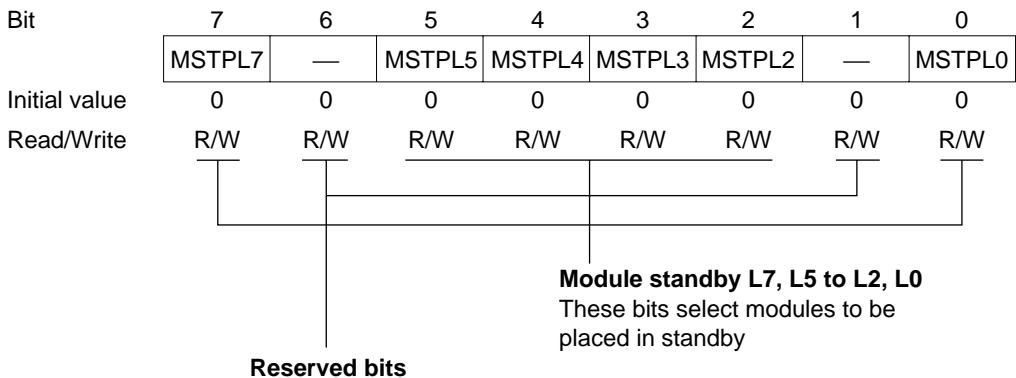 Bit 7 6 5 4 3 2 1 0
MSTPL7 — MSTPL5 MSTPL4 MSTPL3 MSTPL2 — MSTPL0
Initial value 0 0 0 0 0 0 0 0
Read/Write R/W R/W R/W R/W R/W R/W R/W R/W
Module standby L7, L5 to L2, L0
These bits select modules to be
placed in standby
Reserved bits